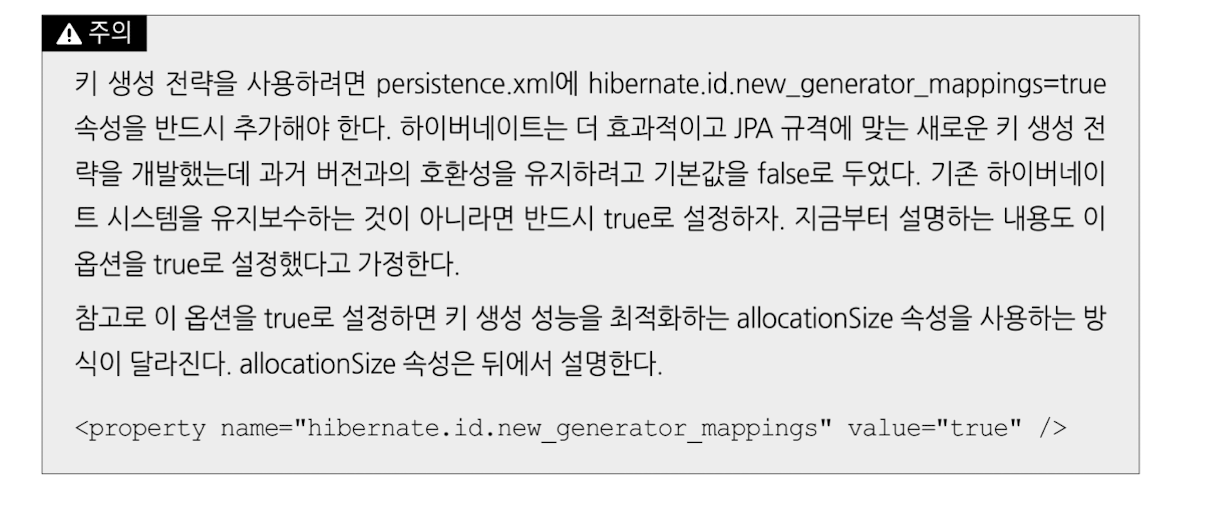 주의
키 생성 전략을 사용하려면 persistence.xml에 hibernate.id.new_generator_mappings=true
속성을 반드시 추가해야 한다. 하이버네이트는 더 효과적이고 JPA 규격에 맞는 새로운 키 생성 전
략을 개발했는데 과거 버전과의 호환성을 유지하려고 기본값을 false로 두었다. 기존 하이버네이
트 시스템을 유지보수하는 것이 아니라면 반드시 true로 설정하자. 지금부터 설명하는 내용도 이
옵션을 true로 설정했다고 가정한다.
참고로 이 옵션을 true로 설정하면 키 생성 성능을 최적화하는 allocationSize 속성을 사용하는 방
식이 달라진다. allocationSize 속성은 뒤에서 설명한다.
<property name="hibernate.id.new_generator_mappings" value="true" />